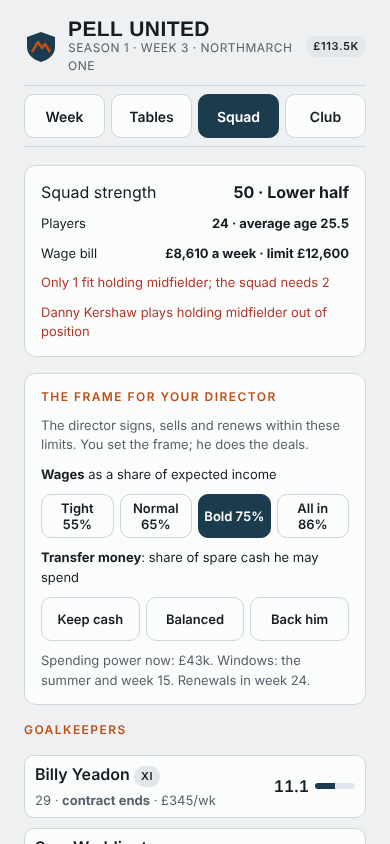 PELL UNITED
SEASON 1 · WEEK 3 · NORTHMARCH
ONE
£113.5K
Week
Tables
Squad
Club
Squad strength
50 · Lower half
Players
24 · average age 25.5
Wage bill
£8,610 a week · limit £12,600
Only 1 fit holding midfielder; the squad needs 2
Danny Kershaw plays holding midfielder out of
position
THE FRAME FOR YOUR DIRECTOR
The director signs, sells and renews within these
limits. You set the frame; he does the deals.
Wages as a share of expected income
Tight
55%
Normal
65%
Bold 75%
All in
86%
Transfer money: share of spare cash he may
spend
Keep cash
Balanced
Back him
Spending power now: £43k. Windows: the
summer and week 15. Renewals in week 24.
GOALKEEPERS
Billy Yeadon XI
29 · contract ends · £345/wk
11.1